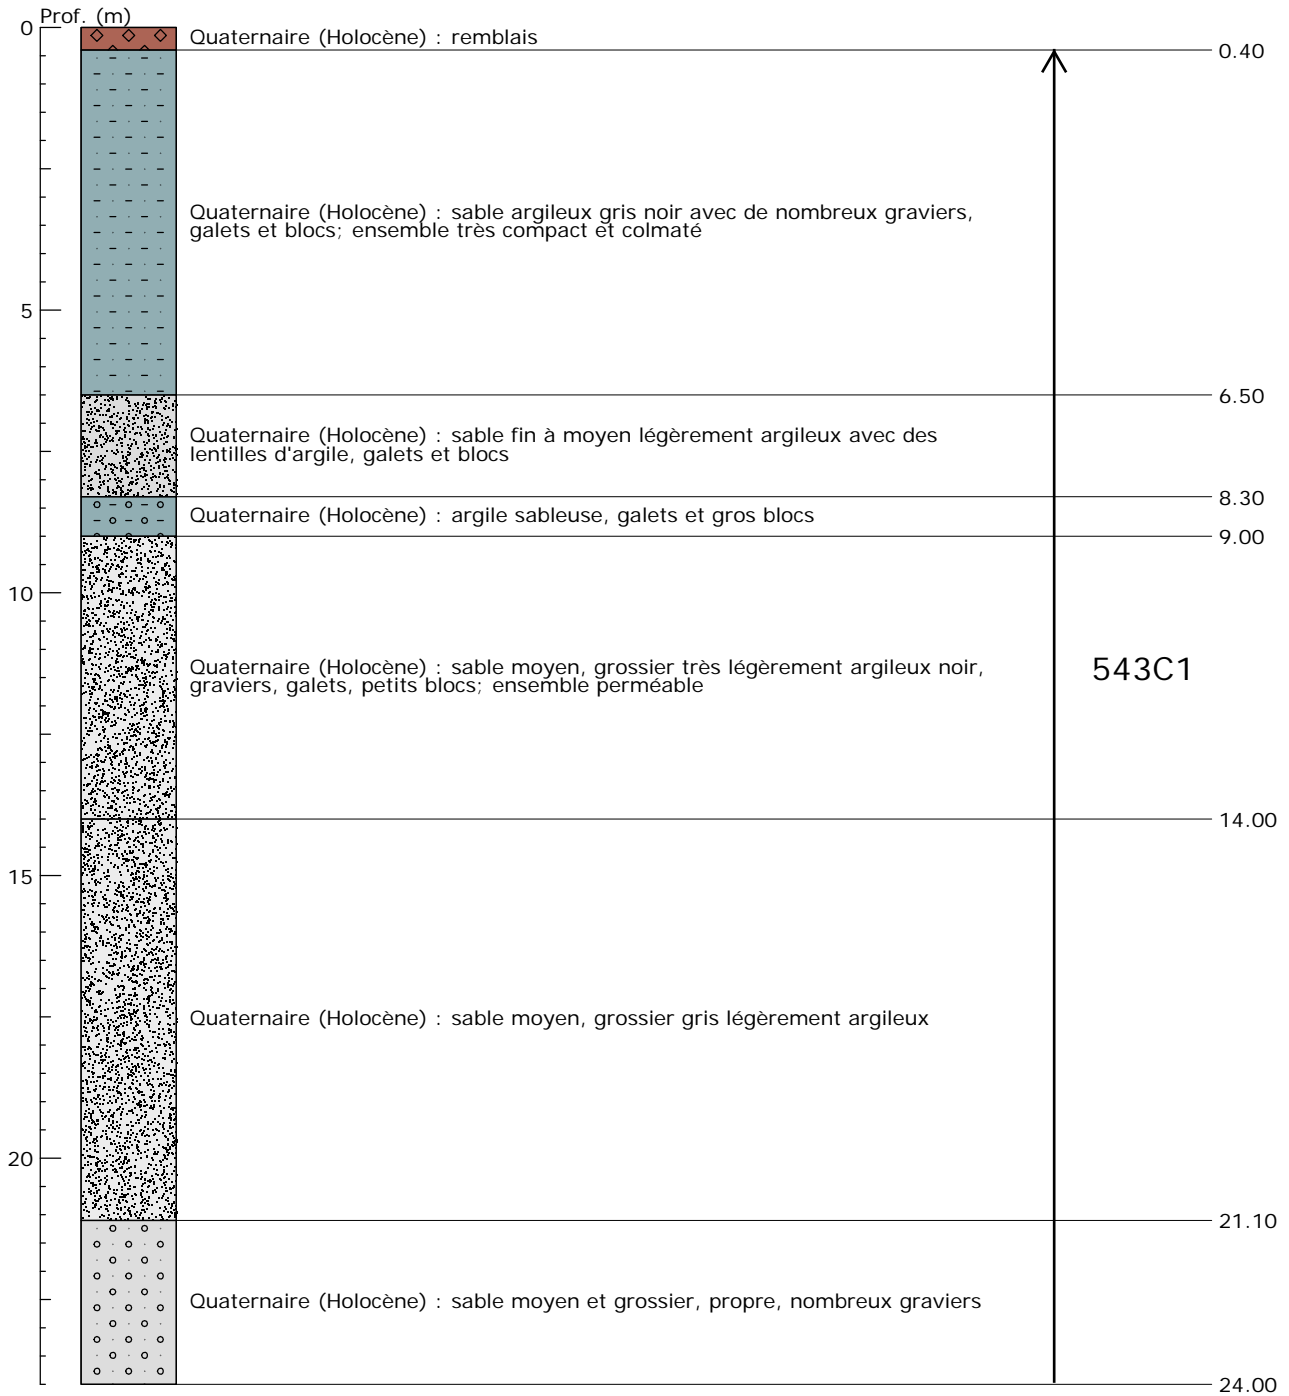 Prof. (m)
0
Quaternaire (Holocène) : remblais
0.40
Quaternaire (Holocène) : sable argileux gris noir avec de nombreux graviers,
galets et blocs; ensemble très compact et colmaté
5
6.50
Quaternaire (Holocène) : sable fin à moyen légèrement argileux avec des
lentilles d'argile, galets et blocs
8.30
Quaternaire (Holocène) : argile sableuse, galets et gros blocs
9.00
10
Quaternaire (Holocène) : sable moyen, grossier très légèrement argileux noir,
graviers, galets, petits blocs; ensemble perméable
543C1
14.00
15
Quaternaire (Holocène) : sable moyen, grossier gris légèrement argileux
20
21.10
Quaternaire (Holocène) : sable moyen et grossier, propre, nombreux graviers
24.00